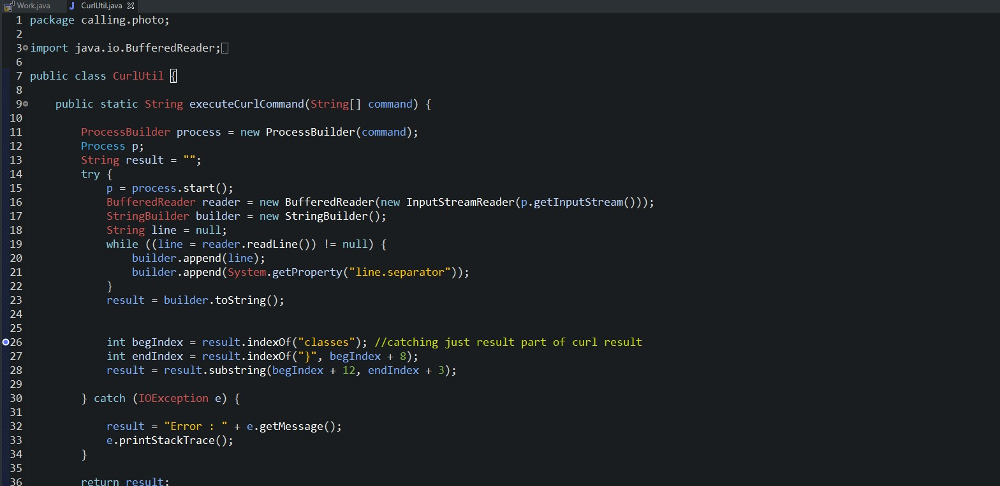 Work.java CurlUtil.java
1 package calling.photo;
2
3 import java.io.BufferedReader;
6
7 public class CurlUtil {
8
9     public static String executeCurlCommand(String[] command) {
10
11         ProcessBuilder process = new ProcessBuilder(command);
12         Process p;
13         String result = "";
14         try {
15             p = process.start();
16             BufferedReader reader = new BufferedReader(new InputStreamReader(p.getInputStream()));
17             StringBuilder builder = new StringBuilder();
18             String line = null;
19             while ((line = reader.readLine()) != null) {
20                 builder.append(line);
21                 builder.append(System.getProperty("line.separator"));
22             }
23             result = builder.toString();
24
25
26             int begIndex = result.indexOf("classes"); //catching just result part of curl result
27             int endIndex = result.indexOf("}", begIndex + 8);
28             result = result.substring(begIndex + 12, endIndex + 3);
29
30         } catch (IOException e) {
31
32             result = "Error : " + e.getMessage();
33             e.printStackTrace();
34         }
35
36         return result;